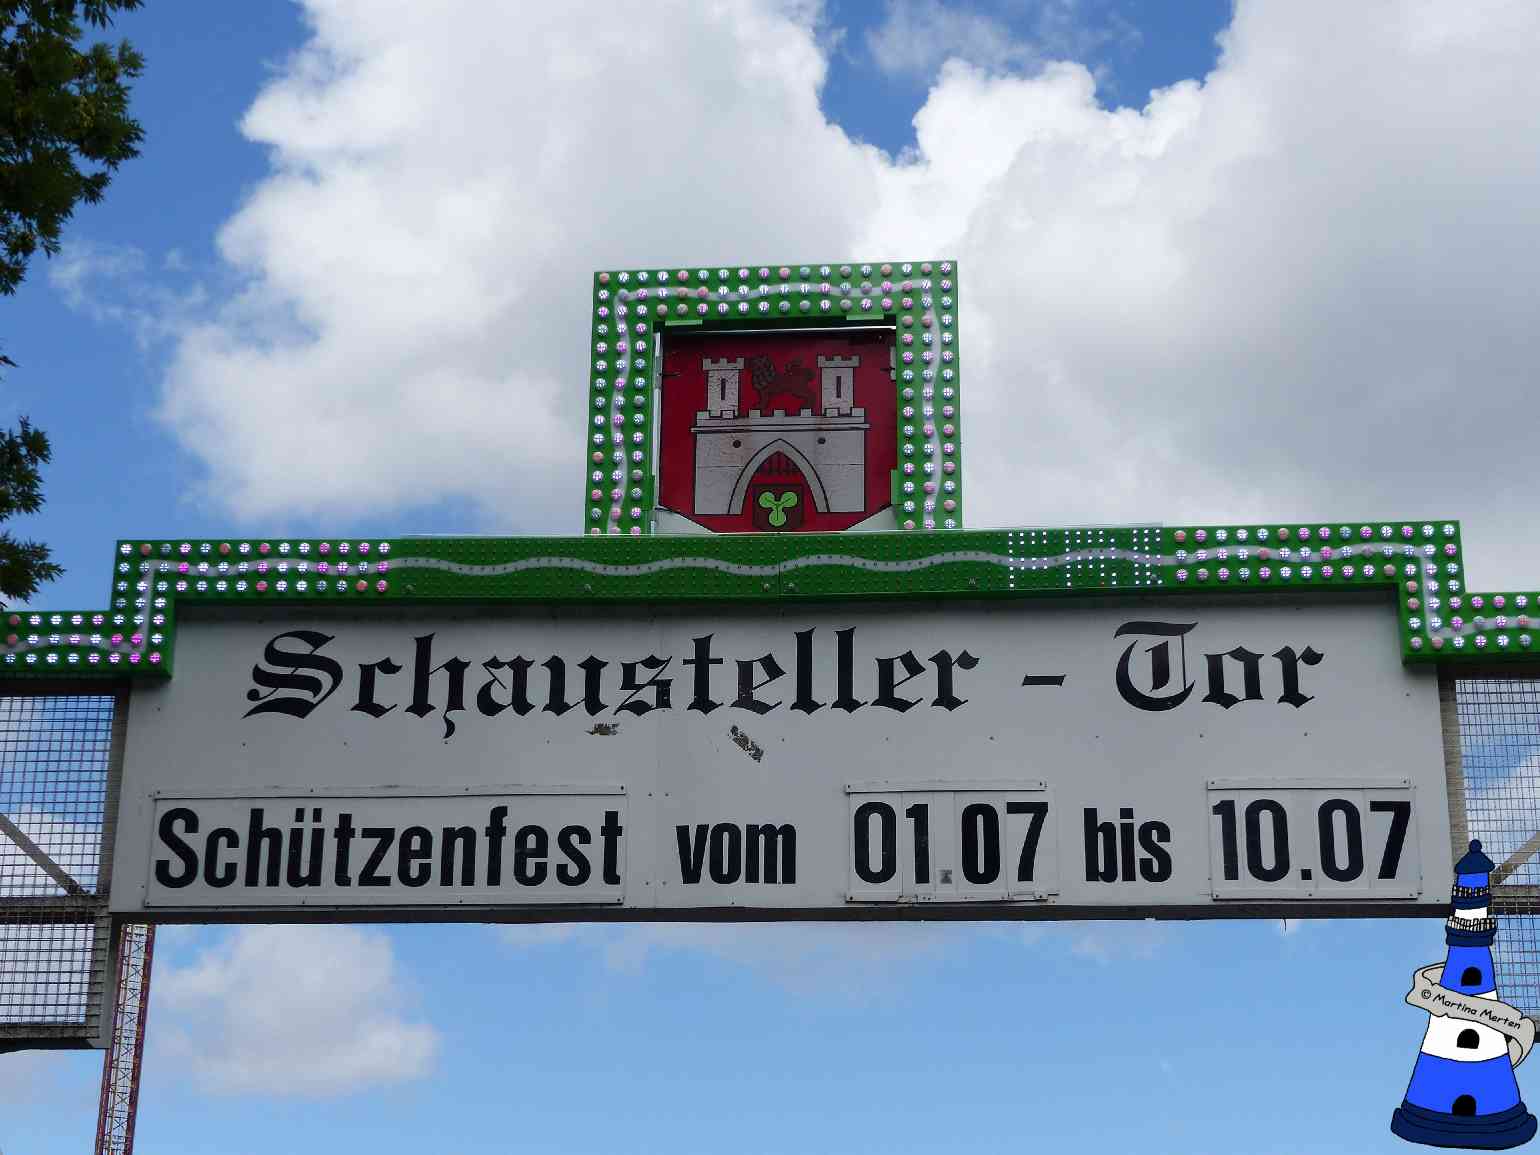 Schausteller - Tor
Schützenfest vom 01.07 bis 10.07
© Martina Merten